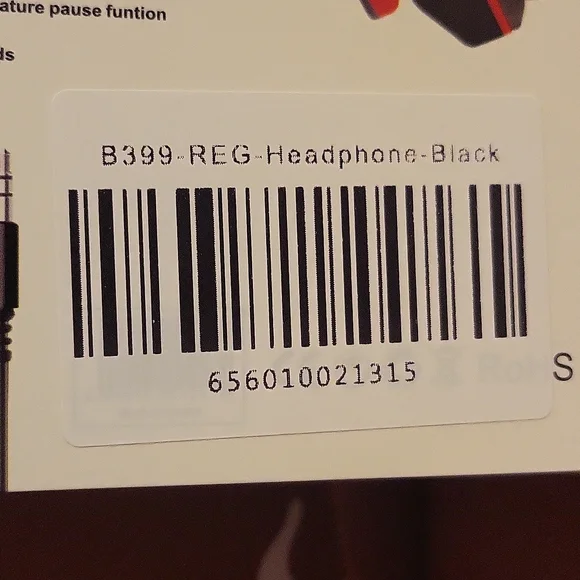 ature pause funtion
ds
B399-REG-Headphone-Black
656010021315
S